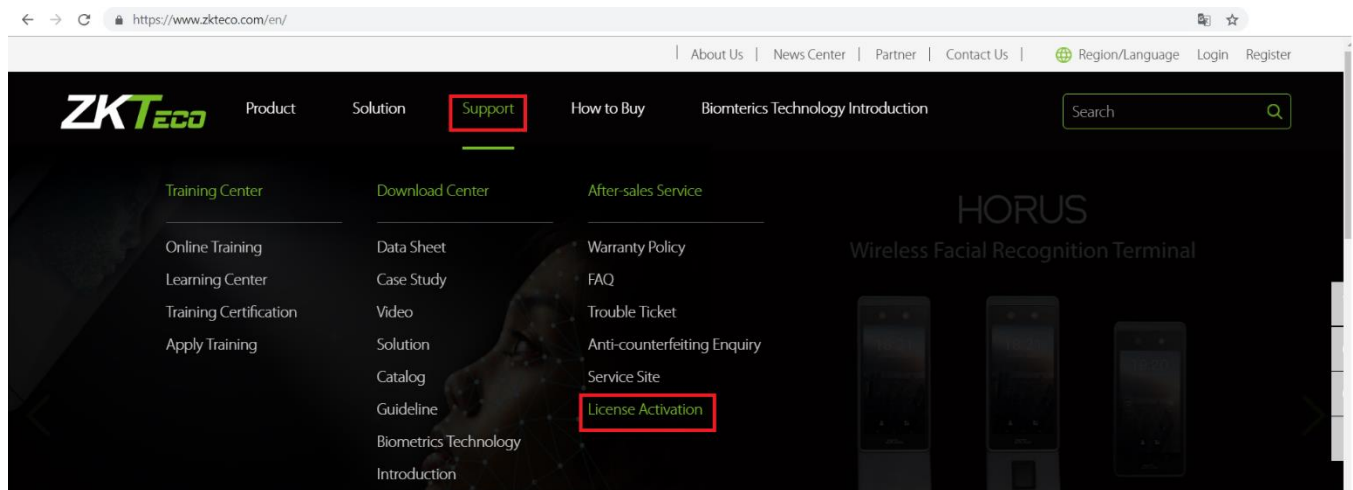 https://www.zkteco.com/en/
About Us | News Center | Partner | Contact Us | Region/Language Login Register
ZKTECO Product Solution Support How to Buy Biomterics Technology Introduction Search
Training Center
Online Training
Learning Center
Training Certification
Apply Training
Download Center
Data Sheet
Case Study
Video
Solution
Catalog
Guideline
Biometrics Technology
Introduction
After-sales Service
Warranty Policy
FAQ
Trouble Ticket
Anti-counterfeiting Enquiry
Service Site
License Activation
HORUS
Wireless Facial Recognition Terminal